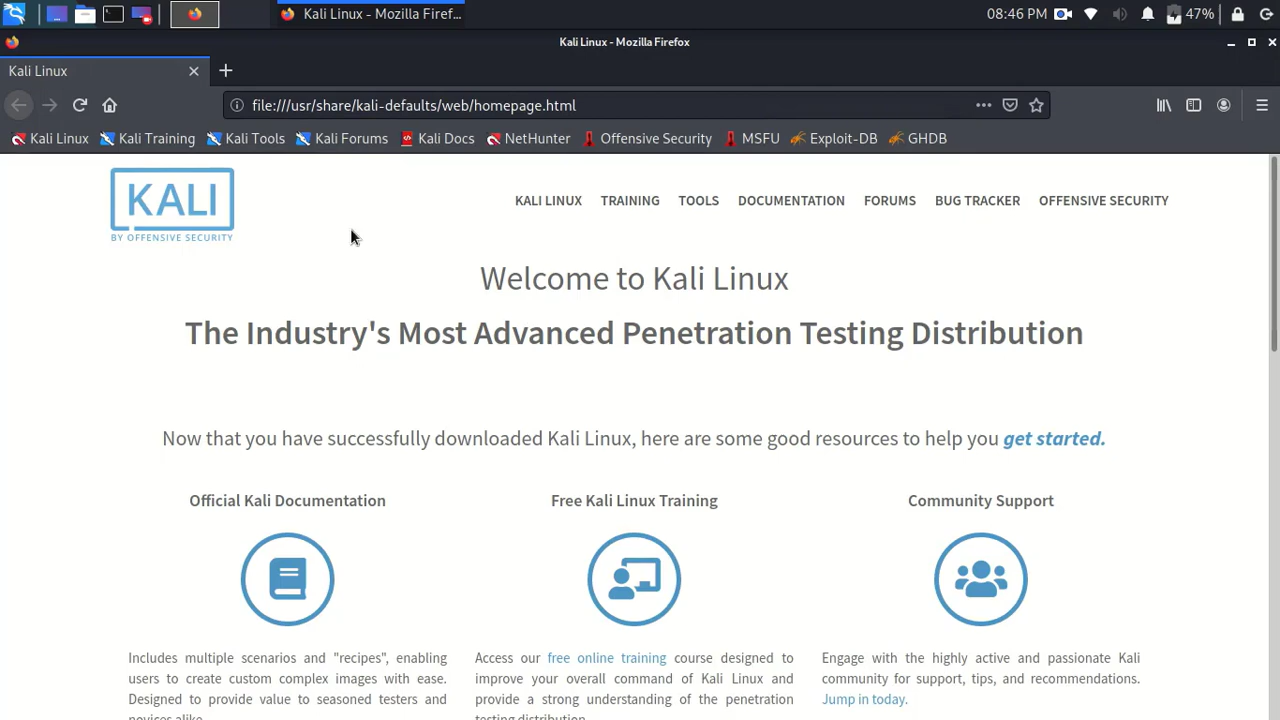 Kali Linux - Mozilla Firef...
08:46 PM
47%
Kali Linux - Mozilla Firefox
Kali Linux
file:///usr/share/kali-defaults/web/homepage.html
Kali Linux Kali Training Kali Tools Kali Forums Kali Docs NetHunter Offensive Security MSFU Exploit-DB GHDB
KALI
BY OFFENSIVE SECURITY
KALI LINUX TRAINING TOOLS DOCUMENTATION FORUMS BUG TRACKER OFFENSIVE SECURITY
Welcome to Kali Linux
The Industry's Most Advanced Penetration Testing Distribution
Now that you have successfully downloaded Kali Linux, here are some good resources to help you get started.
Official Kali Documentation
Includes multiple scenarios and "recipes", enabling
users to create custom complex images with ease.
Designed to provide value to seasoned testers and
novices alike.
Free Kali Linux Training
Access our free online training course designed to
improve your overall command of Kali Linux and
provide a strong understanding of the penetration
testing distribution.
Community Support
Engage with the highly active and passionate Kali
community for support, tips, and recommendations.
Jump in today.